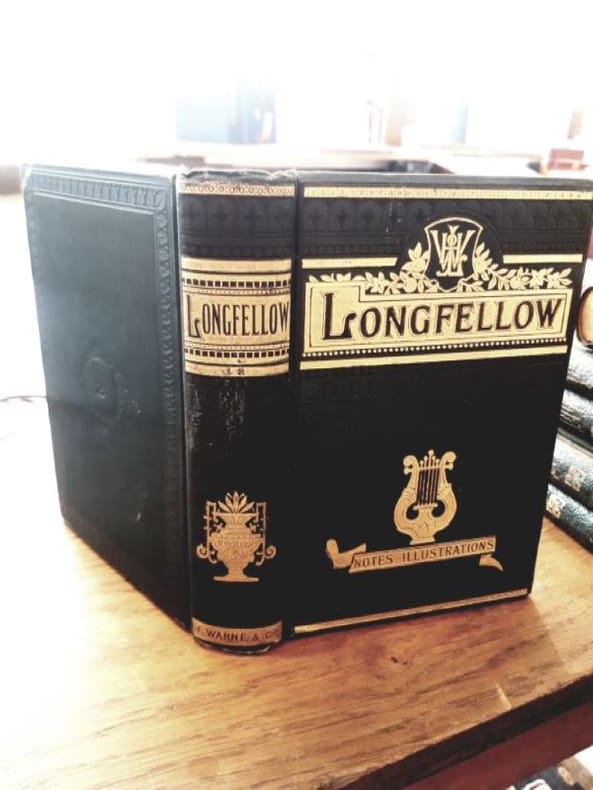 LONGFELLOW
F. WARNE & Co
LONGFELLOW
NOTES ILLUSTRATIONS